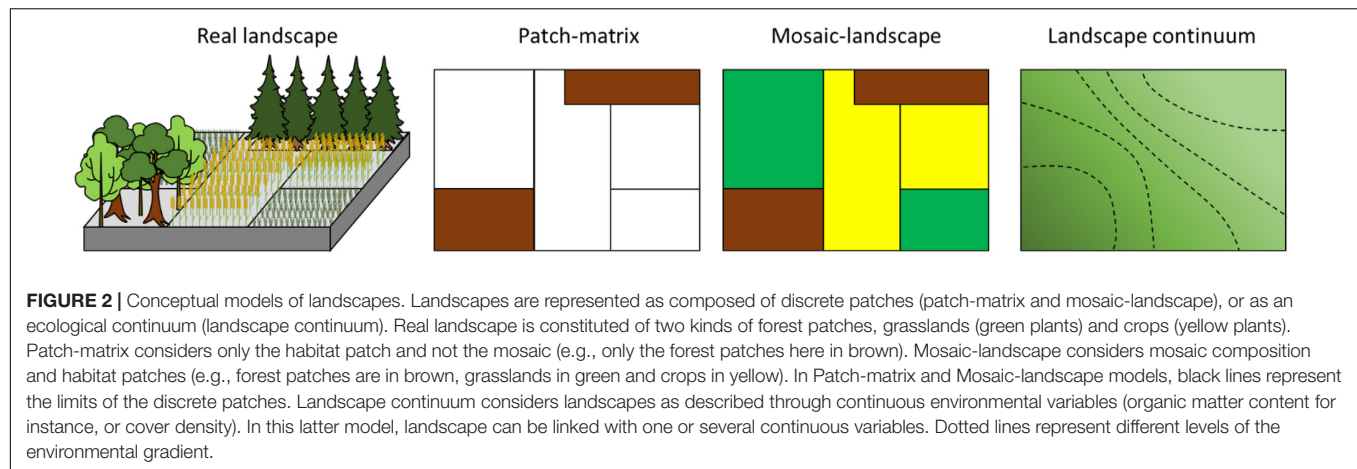 Real landscape
Patch-matrix
Mosaic-landscape
Landscape continuum
FIGURE 2 | Conceptual models of landscapes. Landscapes are represented as composed of discrete patches (patch-matrix and mosaic-landscape), or as an
ecological continuum (landscape continuum). Real landscape is constituted of two kinds of forest patches, grasslands (green plants) and crops (yellow plants).
Patch-matrix considers only the habitat patch and not the mosaic (e.g., only the forest patches here in brown). Mosaic-landscape considers mosaic composition
and habitat patches (e.g., forest patches are in brown, grasslands in green and crops in yellow). In Patch-matrix and Mosaic-landscape models, black lines represent
the limits of the discrete patches. Landscape continuum considers landscapes as described through continuous environmental variables (organic matter content for
instance, or cover density). In this latter model, landscape can be linked with one or several continuous variables. Dotted lines represent different levels of the
environmental gradient.